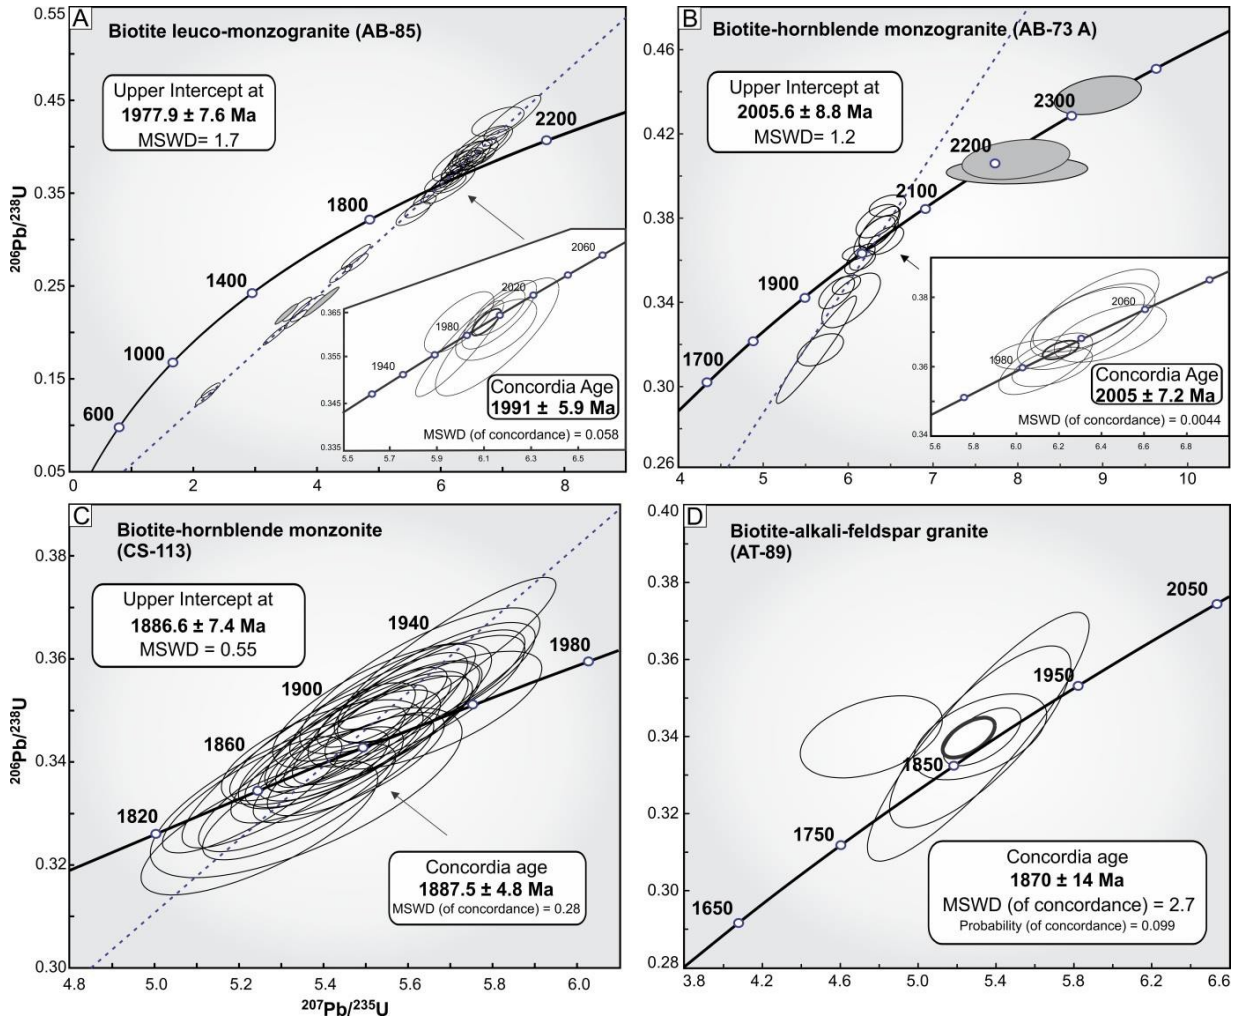 A
Biotite leuco-monzogranite (AB-85)
Upper Intercept at
1977.9 ± 7.6 Ma
MSWD= 1.7
0.55
0.45
0.35
0.25
0.15
0.05
206Pb/238U
600
1000
1400
1800
2200
0
2
4
6
8
2060
2020
1980
1940
0.365
0.355
0.345
0.335
5.5
5.7
5.9
6.1
6.3
6.5
Concordia Age
1991 ± 5.9 Ma
MSWD (of concordance) = 0.058
B
Biotite-hornblende monzogranite (AB-73 A)
Upper Intercept at
2005.6 ± 8.8 Ma
MSWD= 1.2
0.46
0.42
0.38
0.34
0.30
0.26
1700
1900
2100
2200
2300
4
5
6
7
8
9
10
2060
1980
0.38
0.36
0.34
5.6
5.8
6.0
6.2
6.4
6.6
6.8
Concordia Age
2005 ± 7.2 Ma
MSWD (of concordance) = 0.0044
C
Biotite-hornblende monzonite
(CS-113)
Upper Intercept at
1886.6 ± 7.4 Ma
MSWD = 0.55
0.38
0.36
0.34
0.32
0.30
206Pb/238U
1820
1860
1900
1940
1980
Concordia age
1887.5 ± 4.8 Ma
MSWD (of concordance) = 0.28
4.8
5.0
5.2
5.4
5.6
5.8
6.0
207Pb/235U
D
Biotite-alkali-feldspar granite
(AT-89)
0.40
0.38
0.36
0.34
0.32
0.30
0.28
1650
1750
1850
1950
2050
Concordia age
1870 ± 14 Ma
MSWD (of concordance) = 2.7
Probability (of concordance) = 0.099
3.8
4.2
4.6
5.0
5.4
5.8
6.2
6.6